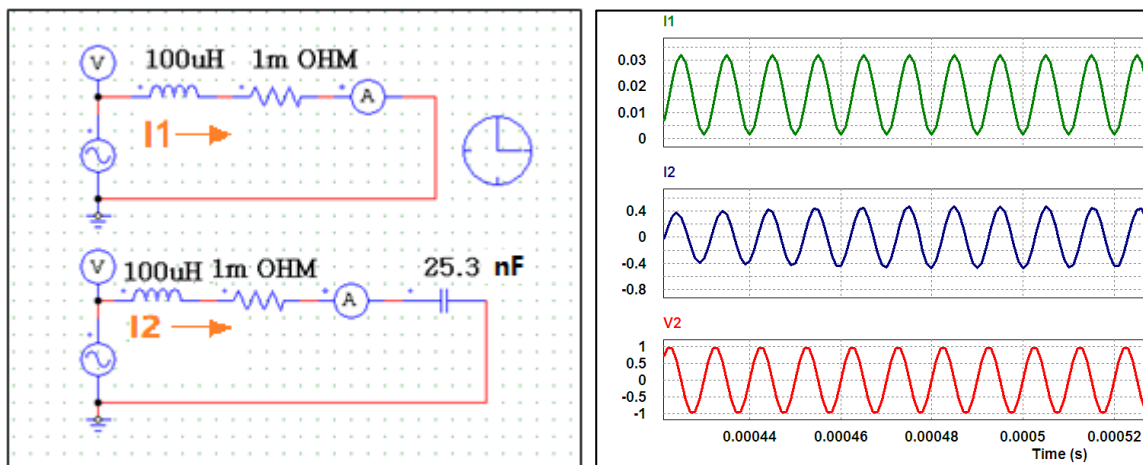 V
100uH 1m OHM
A
I1
V
100uH 1m OHM 25.3 nF
A
I2
I1
0.03
0.02
0.01
0
I2
0.4
0
-0.4
-0.8
V2
1
0.5
0
-0.5
-1
0.00044 0.00046 0.00048 0.0005 0.00052
Time (s)